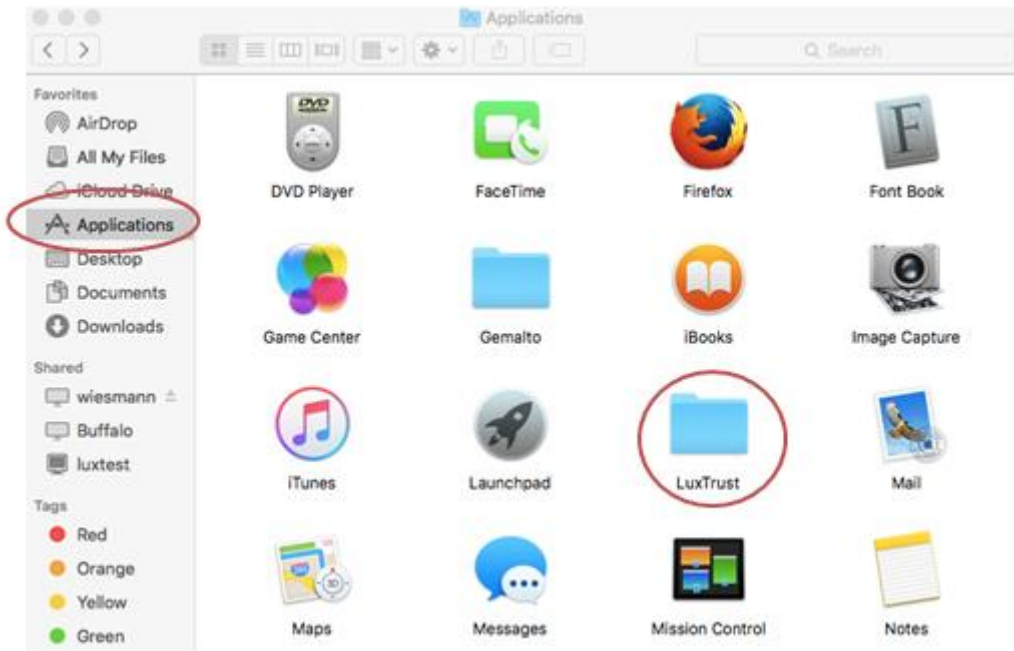 Applications
Search
Favorites
AirDrop
All My Files
iCloud Drive
Applications
Desktop
Documents
Downloads
Shared
wiesmann
Buffalo
luxtest
Tags
Red
Orange
Yellow
Green
DVD Player
FaceTime
Firefox
Font Book
Game Center
Gemalto
iBooks
Image Capture
iTunes
Launchpad
LuxTrust
Mail
Maps
Messages
Mission Control
Notes